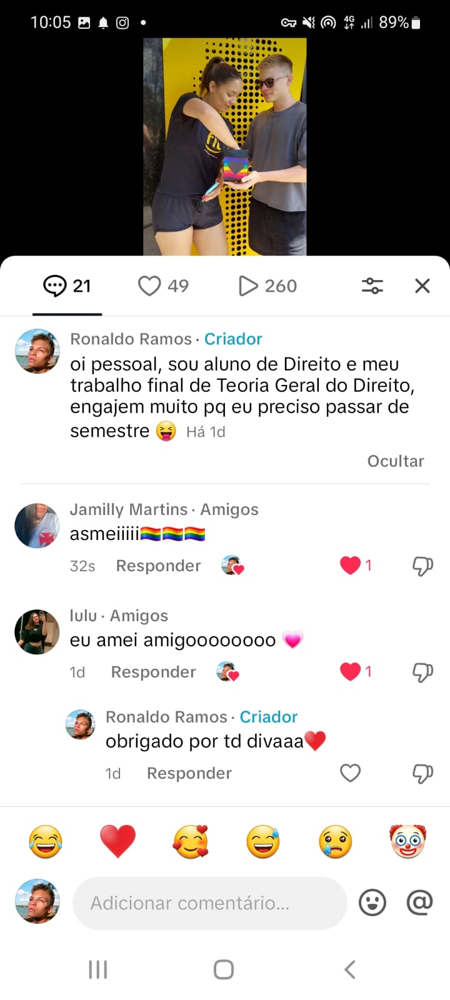 10:05 4G 89%
FIT
21 49 260
Ronaldo Ramos · Criador
oi pessoal, sou aluno de Direito e meu
trabalho final de Teoria Geral do Direito,
engajem muito pq eu preciso passar de
semestre 😝 Há 1d
Ocultar
Jamilly Martins · Amigos
asmeiiiii🏳️‍🌈🏳️‍🌈🏳️‍🌈
32s Responder 1
lulu · Amigos
eu amei amigoooooooo 💗
1d Responder 1
Ronaldo Ramos · Criador
obrigado por td divaaa♥️
1d Responder
😂 ♥️ 🥰 😅 😢 🤡
Adicionar comentário... @